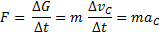 F = ΔG/Δt = m Δv_C/Δt = ma_C